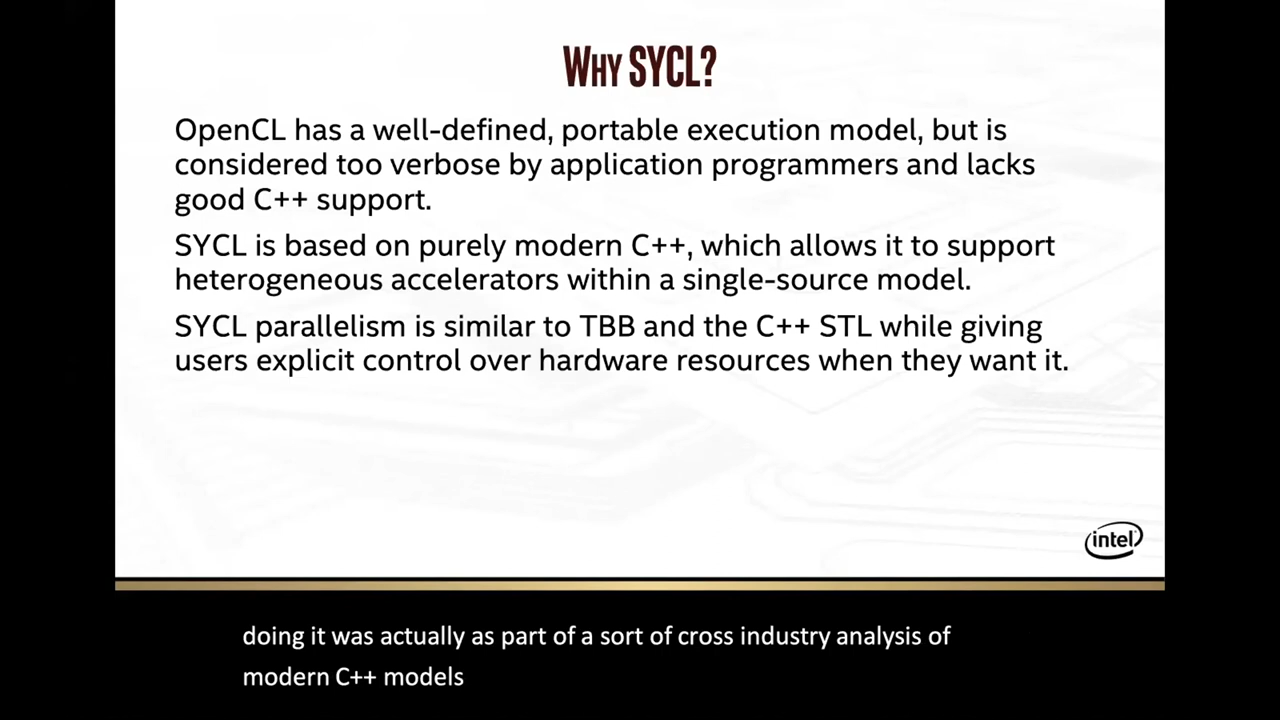 WHY SYCL?
OpenCL has a well-defined, portable execution model, but is
considered too verbose by application programmers and lacks
good C++ support.
SYCL is based on purely modern C++, which allows it to support
heterogeneous accelerators within a single-source model.
SYCL parallelism is similar to TBB and the C++ STL while giving
users explicit control over hardware resources when they want it.
intel
doing it was actually as part of a sort of cross industry analysis of
modern C++ models